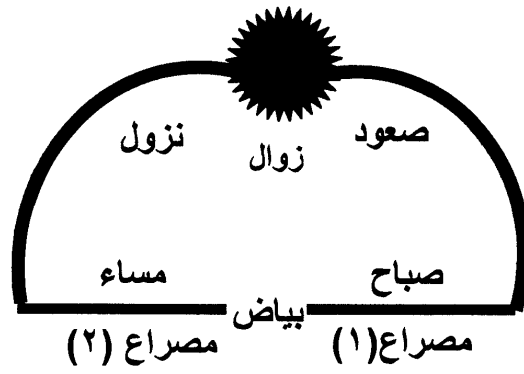 صعود زوال نزول
صباح مساء
بياض
مصراع(١) مصراع (٢)